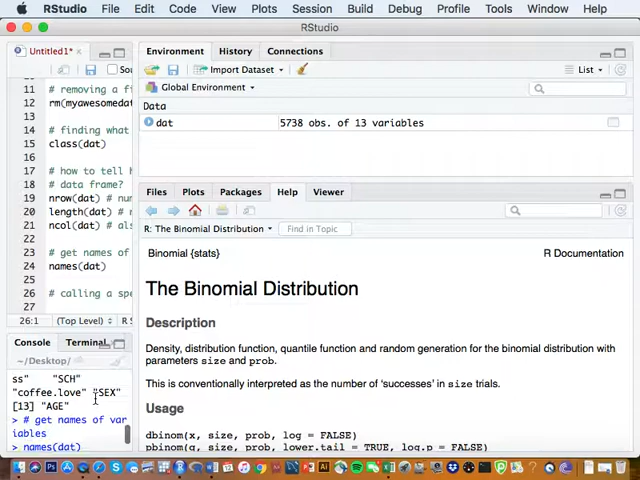 RStudio File Edit Code View Plots Session Build Debug Profile Tools Window Help
RStudio
Untitled1*
Sou
11 # removing a fi
12 rm(myawesomedat
13
14 # finding what
15 class(dat)
16
17 # how to tell h
18 # data frame?
19 nrow(dat) # num
20 length(dat) # n
21 ncol(dat) # als
22
23 # get names of
24 names(dat)
25
26 # calling a spe
27
26:1 (Top Level) R S
Console Terminal
~/Desktop/
ss" "SCH"
"coffee.love" "SEX"
[13] "AGE"
> # get names of var
iables
> names(dat)
Environment History Connections
Import Dataset List
Global Environment
Data
dat 5738 obs. of 13 variables
Files Plots Packages Help Viewer
R: The Binomial Distribution Find in Topic
Binomial {stats} R Documentation
The Binomial Distribution
Description
Density, distribution function, quantile function and random generation for the binomial distribution with
parameters size and prob.
This is conventionally interpreted as the number of ‘successes’ in size trials.
Usage
dbinom(x, size, prob, log = FALSE)
pbinom(q, size, prob, lower.tail = TRUE, log.p = FALSE)